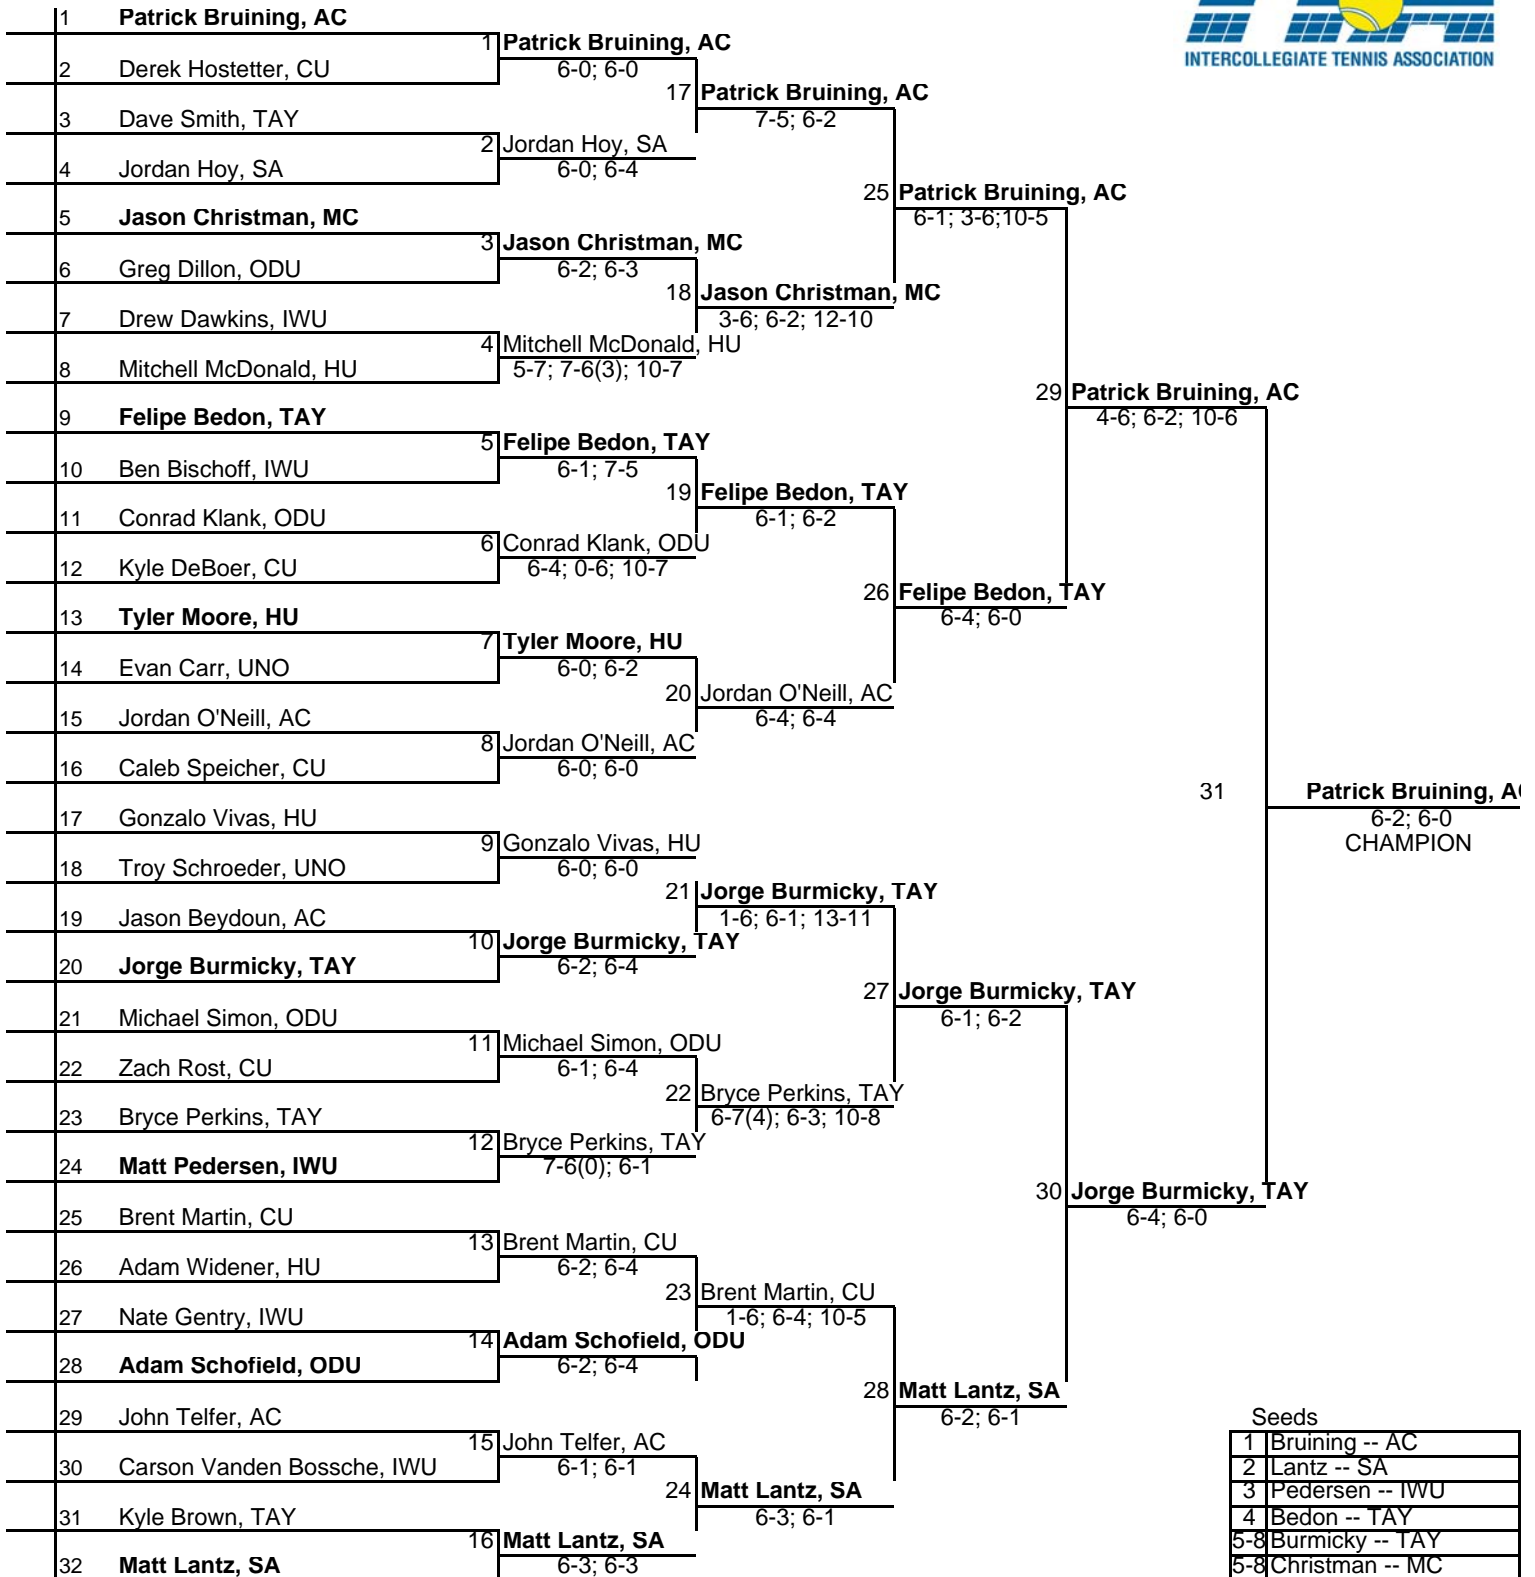 INTERCOLLEGIATE TENNIS ASSOCIATION
1 Patrick Bruining, AC
2 Derek Hostetter, CU
3 Dave Smith, TAY
4 Jordan Hoy, SA
5 Jason Christman, MC
6 Greg Dillon, ODU
7 Drew Dawkins, IWU
8 Mitchell McDonald, HU
9 Felipe Bedon, TAY
10 Ben Bischoff, IWU
11 Conrad Klank, ODU
12 Kyle DeBoer, CU
13 Tyler Moore, HU
14 Evan Carr, UNO
15 Jordan O'Neill, AC
16 Caleb Speicher, CU
17 Gonzalo Vivas, HU
18 Troy Schroeder, UNO
19 Jason Beydoun, AC
20 Jorge Burmicky, TAY
21 Michael Simon, ODU
22 Zach Rost, CU
23 Bryce Perkins, TAY
24 Matt Pedersen, IWU
25 Brent Martin, CU
26 Adam Widener, HU
27 Nate Gentry, IWU
28 Adam Schofield, ODU
29 John Telfer, AC
30 Carson Vanden Bossche, IWU
31 Kyle Brown, TAY
32 Matt Lantz, SA
1 Patrick Bruining, AC
6-0; 6-0
2 Jordan Hoy, SA
6-0; 6-4
3 Jason Christman, MC
6-2; 6-3
4 Mitchell McDonald, HU
5-7; 7-6(3); 10-7
5 Felipe Bedon, TAY
6-1; 7-5
6 Conrad Klank, ODU
6-4; 0-6; 10-7
7 Tyler Moore, HU
6-0; 6-2
8 Jordan O'Neill, AC
6-0; 6-0
9 Gonzalo Vivas, HU
6-0; 6-0
10 Jorge Burmicky, TAY
6-2; 6-4
11 Michael Simon, ODU
6-1; 6-4
12 Bryce Perkins, TAY
7-6(0); 6-1
13 Brent Martin, CU
6-2; 6-4
14 Adam Schofield, ODU
6-2; 6-4
15 John Telfer, AC
6-1; 6-1
16 Matt Lantz, SA
6-3; 6-3
17 Patrick Bruining, AC
7-5; 6-2
18 Jason Christman, MC
3-6; 6-2; 12-10
19 Felipe Bedon, TAY
6-1; 6-2
20 Jordan O'Neill, AC
6-4; 6-4
21 Jorge Burmicky, TAY
1-6; 6-1; 13-11
22 Bryce Perkins, TAY
6-7(4); 6-3; 10-8
23 Brent Martin, CU
1-6; 6-4; 10-5
24 Matt Lantz, SA
6-3; 6-1
25 Patrick Bruining, AC
6-1; 3-6;10-5
26 Felipe Bedon, TAY
6-4; 6-0
27 Jorge Burmicky, TAY
6-1; 6-2
28 Matt Lantz, SA
6-2; 6-1
29 Patrick Bruining, AC
4-6; 6-2; 10-6
30 Jorge Burmicky, TAY
6-4; 6-0
31 Patrick Bruining, AC
6-2; 6-0
CHAMPION
Seeds
1 Bruining -- AC
2 Lantz -- SA
3 Pedersen -- IWU
4 Bedon -- TAY
5-8 Burmicky -- TAY
5-8 Christman -- MC